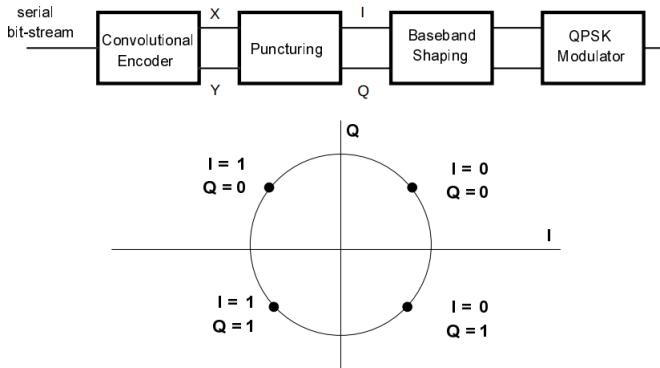 serial
bit-stream
X
I
Convolutional
Encoder
Puncturing
Baseband
Shaping
QPSK
Modulator
Y
Q
Q
I = 1
Q = 0
I = 0
Q = 0
I
I = 1
Q = 1
I = 0
Q = 1